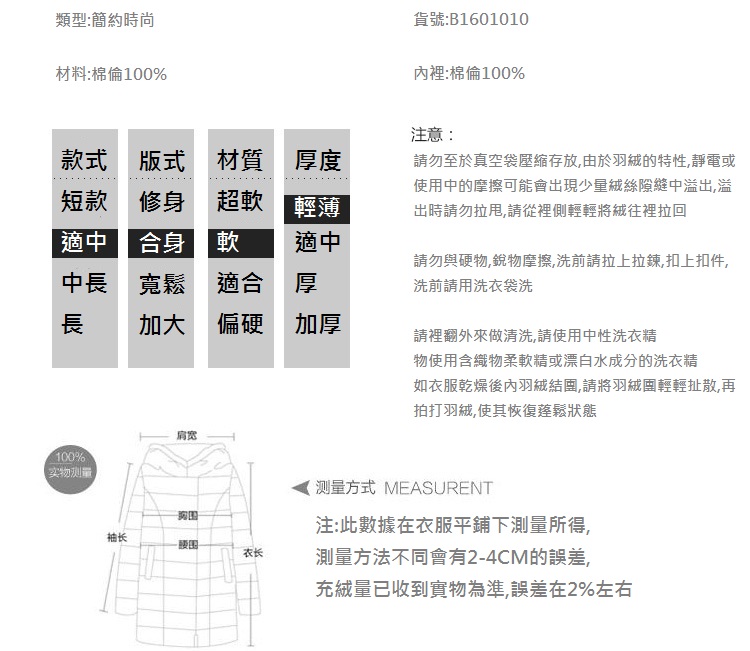 類型:簡約時尚
貨號:B1601010
材料:棉倫100%
內裡:棉倫100%
款式 版式 材質 厚度
短款 修身 超軟 輕薄
適中 合身 軟 適中
中長 寬鬆 適合 厚
長 加大 偏硬 加厚
注意：
請勿至於真空袋壓縮存放,由於羽絨的特性,靜電或
使用中的摩擦可能會出現少量絨絲隙縫中溢出,溢
出時請勿拉甩,請從裡側輕輕將絨往裡拉回
請勿與硬物,銳物摩擦,洗前請拉上拉鍊,扣上扣件,
洗前請用洗衣袋洗
請裡翻外來做清洗,請使用中性洗衣精
物使用含織物柔軟精或漂白水成分的洗衣精
如衣服乾燥後內羽絨結團,請將羽絨團輕輕扯散,再
拍打羽絨,使其恢復蓬鬆狀態
100%
实物测量
肩宽
胸围
腰围
袖长
衣长
测量方式 MEASURENT
注:此數據在衣服平鋪下測量所得,
測量方法不同會有2-4CM的誤差,
充絨量已收到實物為準,誤差在2%左右